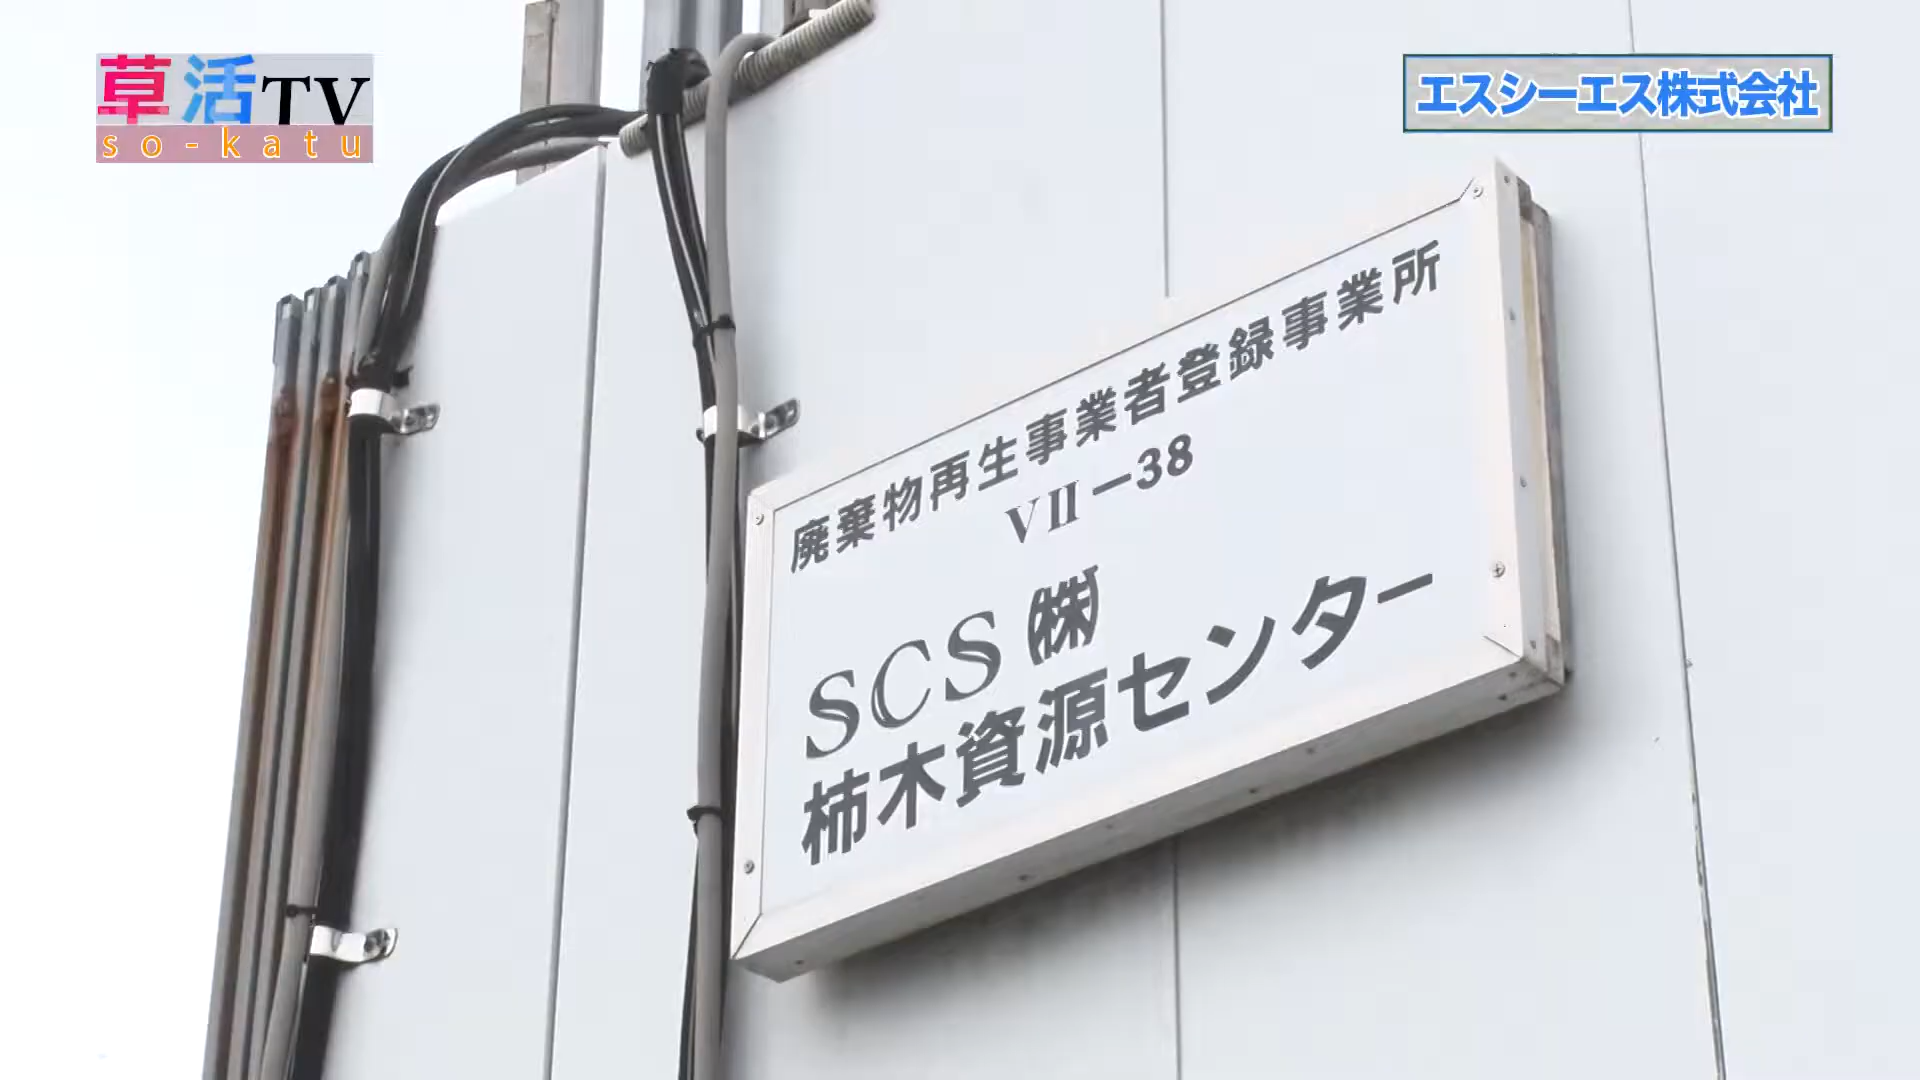 草活TV
so-katu
エスシーエス株式会社
廃棄物再生事業者登録事業所
VII-38
SCS㈱
柿木資源センター